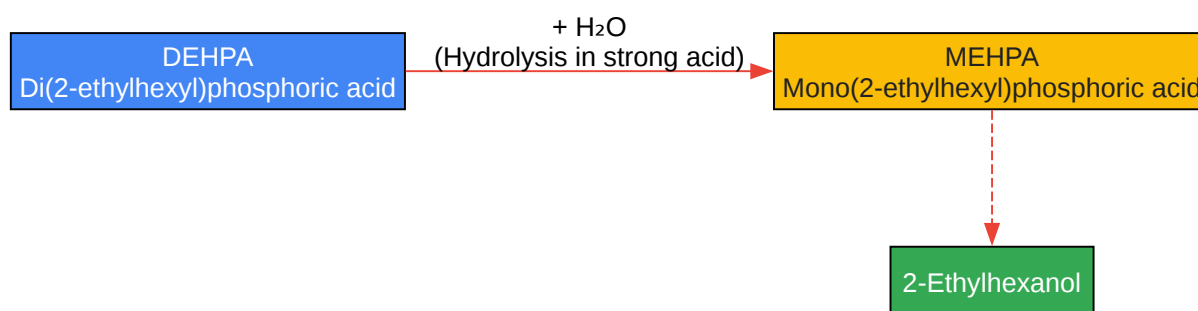 + H₂O
(Hydrolysis in strong acid)
DEHPA
Di(2-ethylhexyl)phosphoric acid
MEHPA
Mono(2-ethylhexyl)phosphoric acid
2-Ethylhexanol